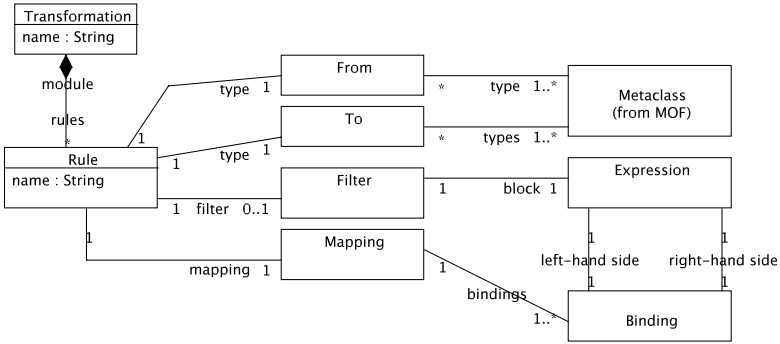 Transformation
name : String
module
rules
*
Rule
name : String
1
type 1
From
* type 1..*
Metaclass
(from MOF)
1
type 1
To
* types 1..*
1 filter 0..1
Filter
1 block 1
Expression
1
mapping 1
Mapping
1
bindings
1..*
1
left-hand side
1
1
right-hand side
1
Binding